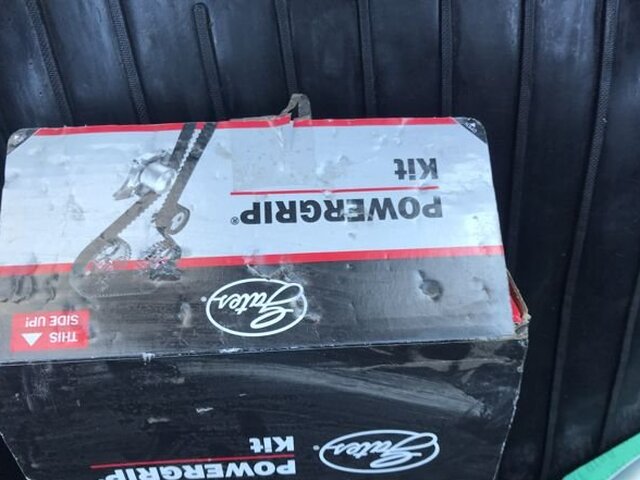 POWERGRIP®
Kit
Gates®
THIS
SIDE UP!
Gates®
POWERGRIP
Kit